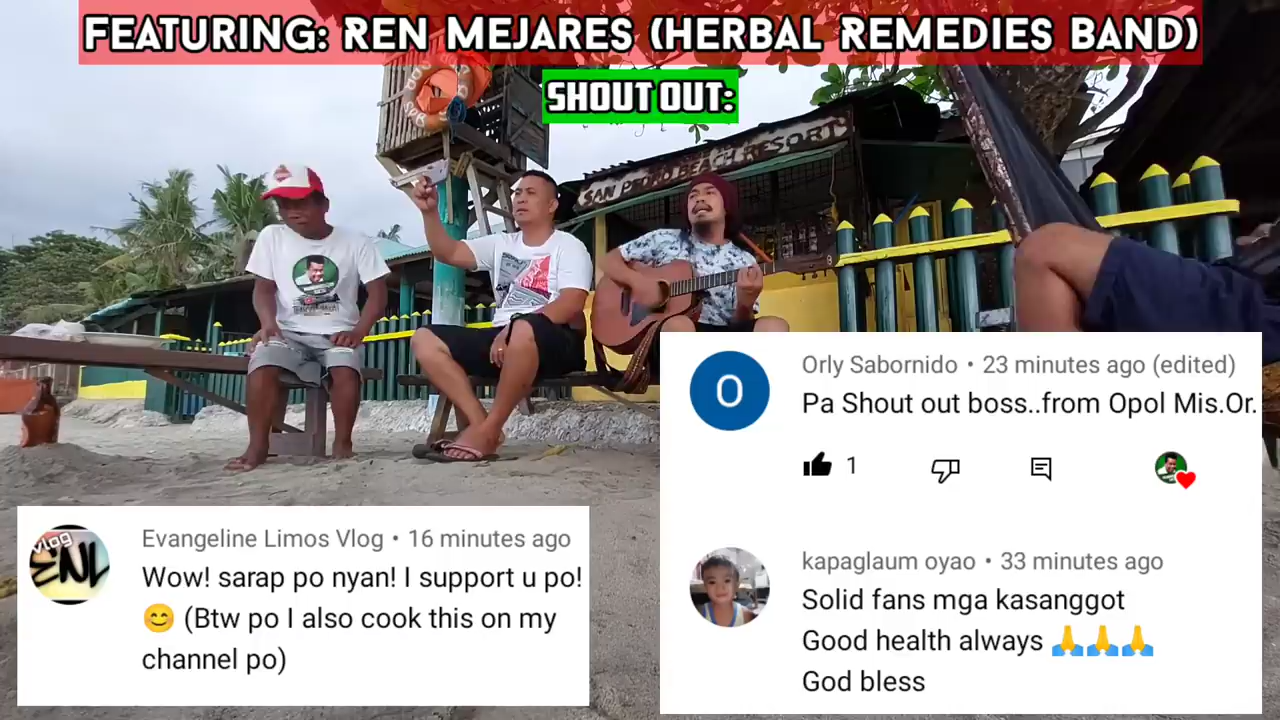 FEATURING: REN MEJARES (HERBAL REMEDIES BAND)
SHOUT OUT:
SAN PEDRO BEACH RESORT
Orly Sabornido • 23 minutes ago (edited)
Pa Shout out boss..from Opol Mis.Or.
1
Evangeline Limos Vlog • 16 minutes ago
Wow! sarap po nyan! I support u po!
😊 (Btw po I also cook this on my
channel po)
vlog
ENL
kapaglaum oyao • 33 minutes ago
Solid fans mga kasanggot
Good health always 🙏🙏🙏
God bless